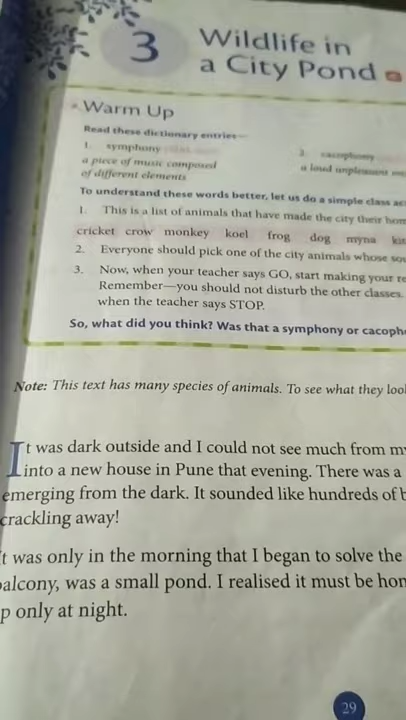 3
Wildlife in
a City Pond
Warm Up
Read these dictionary entries—
1. symphony
a piece of music composed
of different elements
2. cacophony
a loud unpleasant
To understand these words better, let us do a simple class
1. This is a list of animals that have made the city their
cricket crow monkey koel frog dog myna
2. Everyone should pick one of the city animals whose
3. Now, when your teacher says GO, start making your
Remember—you should not disturb the other classes.
when the teacher says STOP.
So, what did you think? Was that a symphony or
Note: This text has many species of animals. To see what they
It was dark outside and I could not see much from
into a new house in Pune that evening. There was a
emerging from the dark. It sounded like hundreds of
crackling away!
was only in the morning that I began to solve the
was a small pond. I realised it must be
only at night.
29